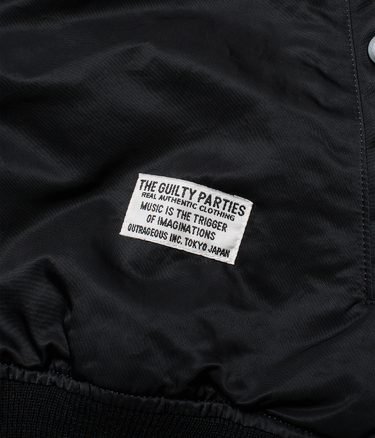 THE GUILTY PARTIES
REAL AUTHENTIC CLOTHING
MUSIC IS THE TRIGGER
OF IMAGINATIONS
OUTRAGEOUS INC. TOKYO JAPAN